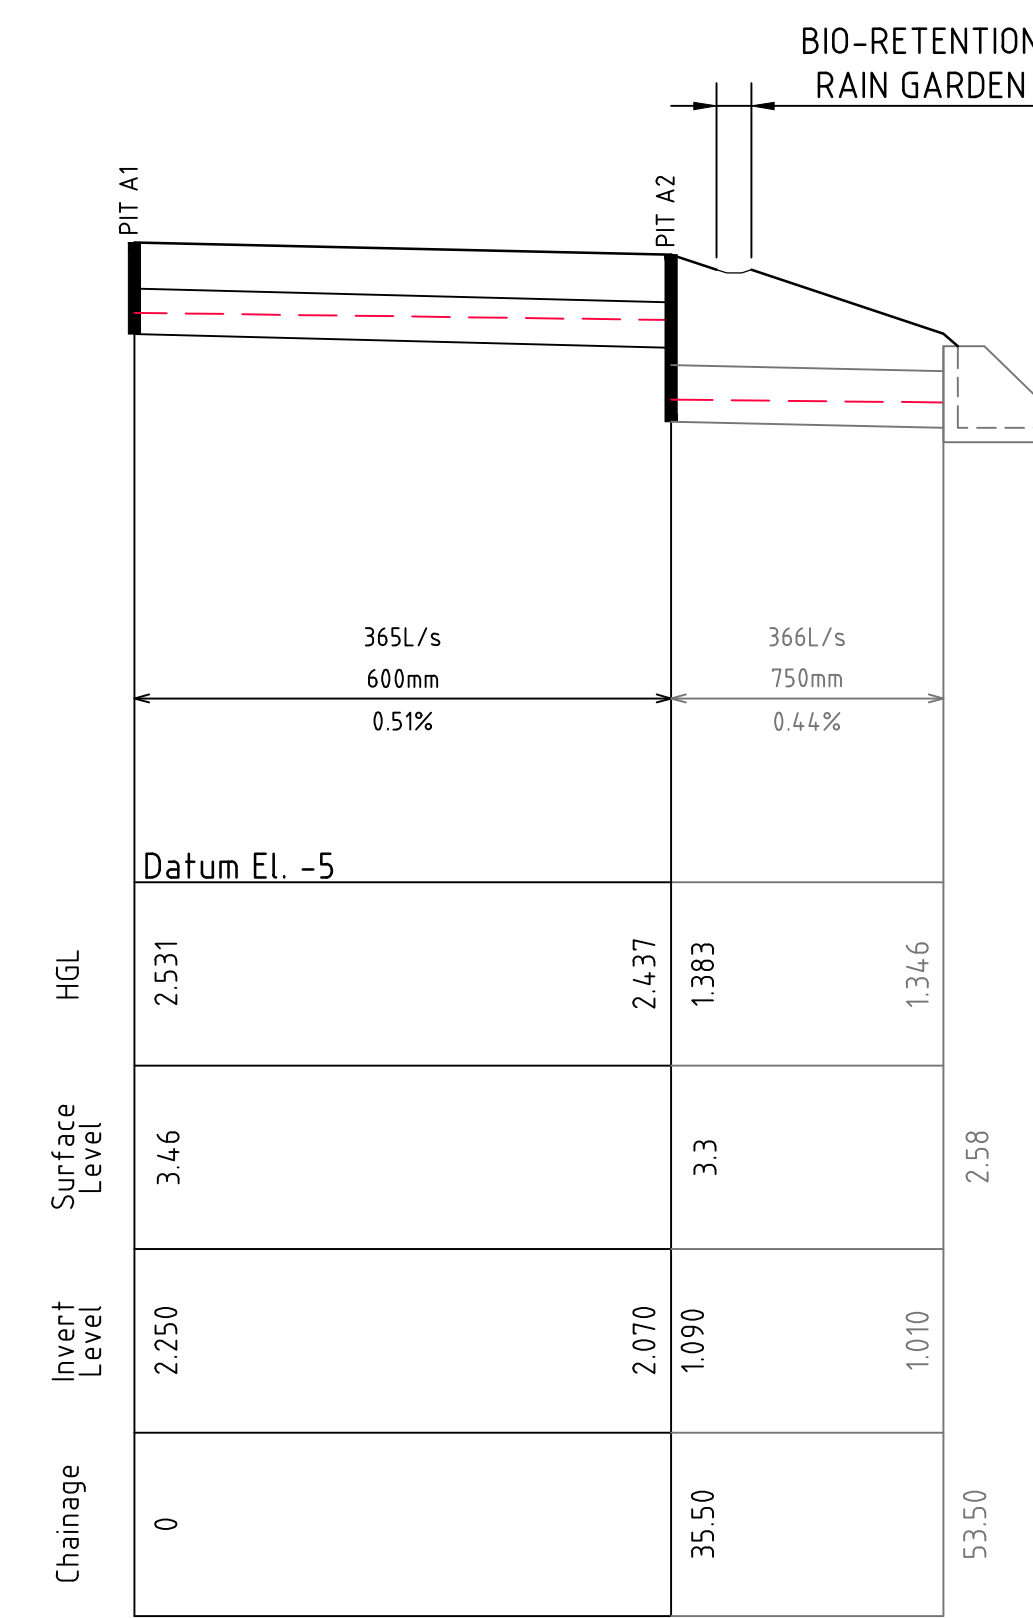 BIO-RETENTION
RAIN GARDEN
PIT A1
PIT A2
365L/s
600mm
0.51%
366L/s
750mm
0.44%
Datum El. -5
HGL
2.531
2.437
1.383
1.346
Surface
Level
3.46
3.3
2.58
Invert
Level
2.250
2.070
1.090
1.010
Chainage
0
35.50
53.50